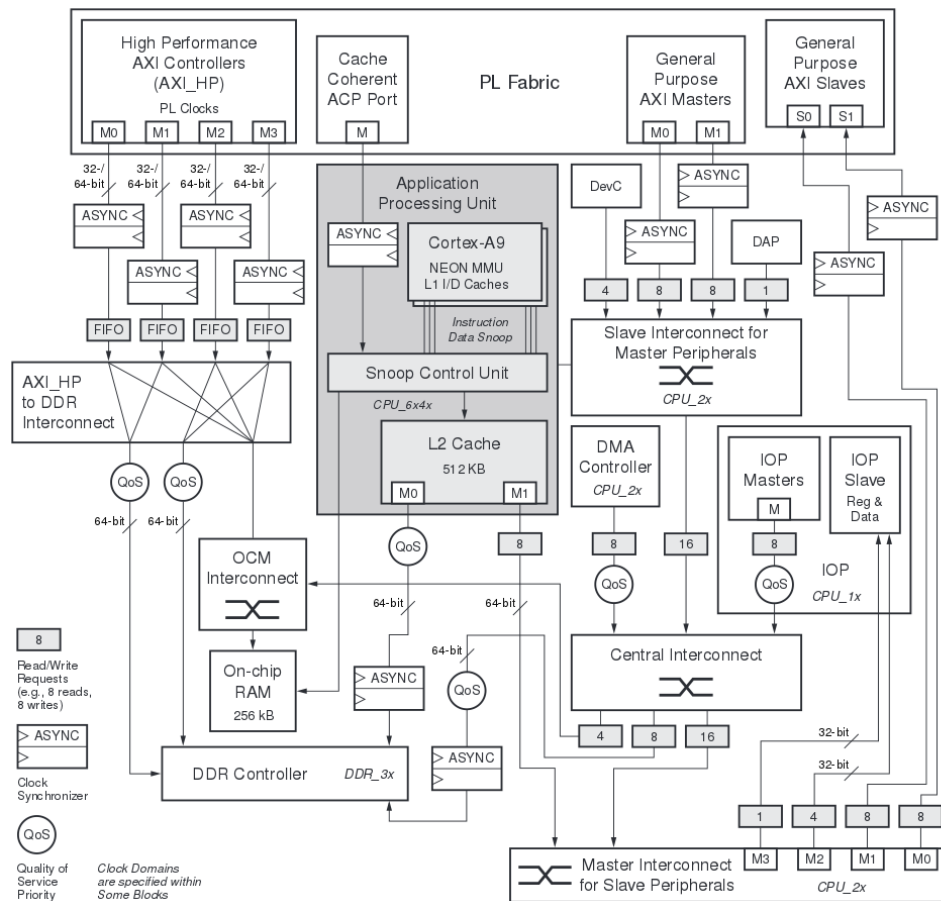 High Performance
AXI Controllers
(AXI_HP)
PL Clocks
M0 M1 M2 M3
Cache
Coherent
ACP Port
M
PL Fabric
General
Purpose
AXI Masters
M0 M1
General
Purpose
AXI Slaves
S0 S1
32-/
64-bit
32-/
64-bit
32-/
64-bit
32-/
64-bit
ASYNC
ASYNC
ASYNC
ASYNC
FIFO FIFO FIFO FIFO
Application
Processing Unit
ASYNC
Cortex-A9
NEON MMU
L1 I/D Caches
Instruction
Data Snoop
Snoop Control Unit
CPU_6x4x
L2 Cache
512 KB
M0 M1
DevC
ASYNC
ASYNC
DAP
ASYNC
ASYNC
4 8 8 1
Slave Interconnect for
Master Peripherals
CPU_2x
AXI_HP
to DDR
Interconnect
QoS QoS
64-bit 64-bit
DMA
Controller
CPU_2x
IOP
Masters
M
IOP
Slave
Reg &
Data
QoS
8
8
16
8
QoS
QoS
IOP
CPU_1x
OCM
Interconnect
64-bit
64-bit
64-bit
Central Interconnect
On-chip
RAM
256 kB
ASYNC
QoS
4 8 16
ASYNC
DDR Controller
DDR_3x
32-bit
32-bit
1 4 8 8
M3 M2 M1 M0
Master Interconnect
for Slave Peripherals
CPU_2x
8
Read/Write
Requests
(e.g., 8 reads,
8 writes)
ASYNC
Clock
Synchronizer
QoS
Quality of
Service
Priority
Clock Domains
are specified within
Some Blocks